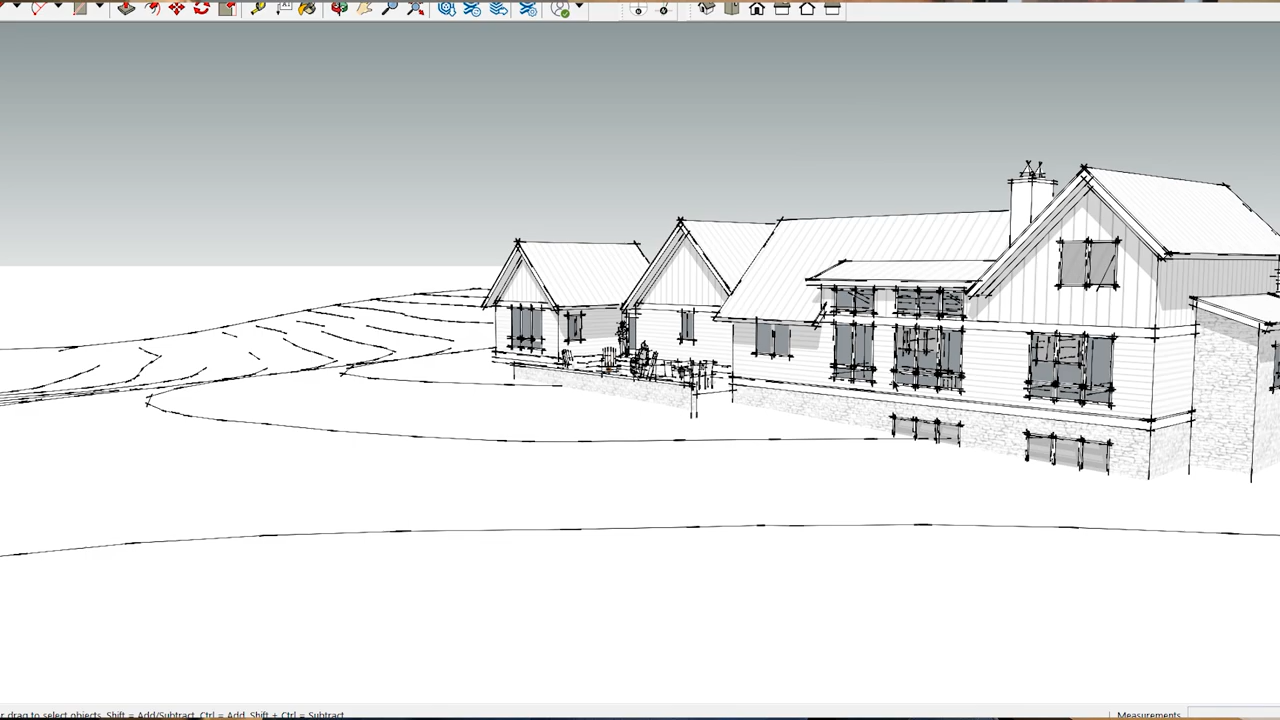 r drag to select objects. Shift = Add/Subtract. Ctrl = Add. Shift + Ctrl = Subtract.
Measurements